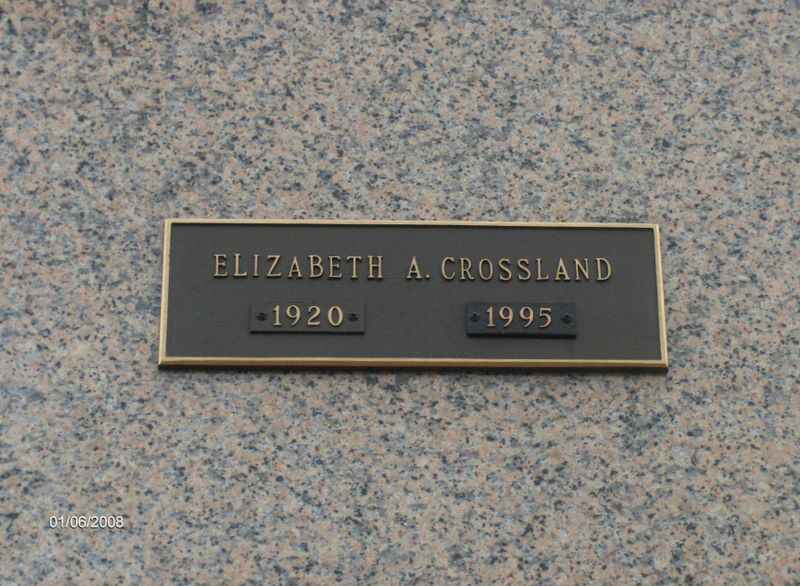 ELIZABETH A. CROSSLAND
1920 1995
01/06/2008